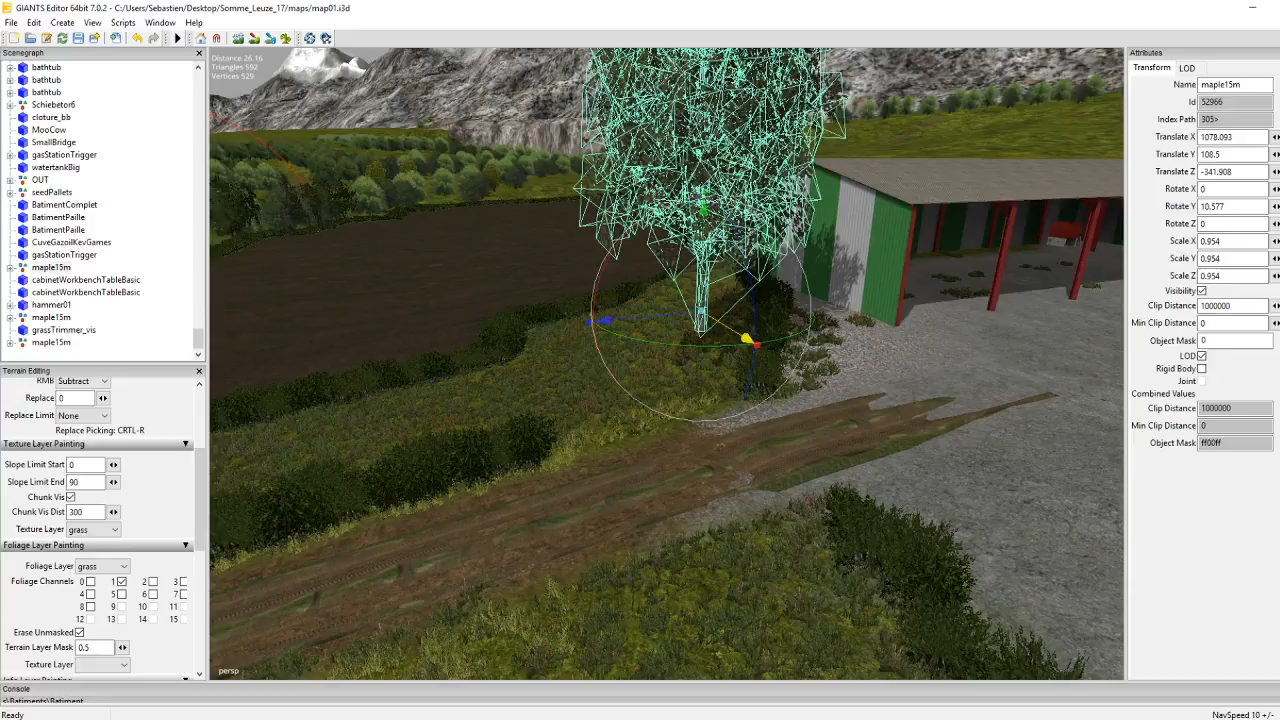 GIANTS Editor 64bit 7.0.2 - C:/Users/Sebastien/Desktop/Somme_Leuze_17/maps/map01.i3d
File Edit Create View Scripts Window Help
Scenegraph
bathtub
bathtub
bathtub
Schiebetor6
cloture_bb
MooCow
SmallBridge
gasStationTrigger
watertankBig
OUT
seedPallets
BatimentComplet
BatimentPaille
BatimentPaille
CuveGazoilKevGames
gasStationTrigger
maple15m
cabinetWorkbenchTableBasic
cabinetWorkbenchTableBasic
hammer01
maple15m
grassTrimmer_vis
maple15m
Terrain Editing
RMB Subtract
Replace 0
Replace Limit None
Replace Picking: CRTL-R
Texture Layer Painting
Slope Limit Start 0
Slope Limit End 90
Chunk Vis
Chunk Vis Dist 300
Texture Layer grass
Foliage Layer Painting
Foliage Layer grass
Foliage Channels 0 1 2 3
4 5 6 7
8 9 10 11
12 13 14 15
Erase Unmasked
Terrain Layer Mask 0.5
Texture Layer
Info Layer Painting
Distance 26.16
Triangles 592
Vertices 529
persp
Attributes
Transform LOD
Name maple15m
Id 52966
Index Path 305>
Translate X 1078.093
Translate Y 108.5
Translate Z -341.908
Rotate X 0
Rotate Y 10.577
Rotate Z 0
Scale X 0.954
Scale Y 0.954
Scale Z 0.954
Visibility
Clip Distance 1000000
Min Clip Distance 0
Object Mask 0
LOD
Rigid Body
Joint
Combined Values
Clip Distance 1000000
Min Clip Distance 0
Object Mask ff00ff
Console
s\Batiments\Batiment
Ready
NavSpeed 10 +/-